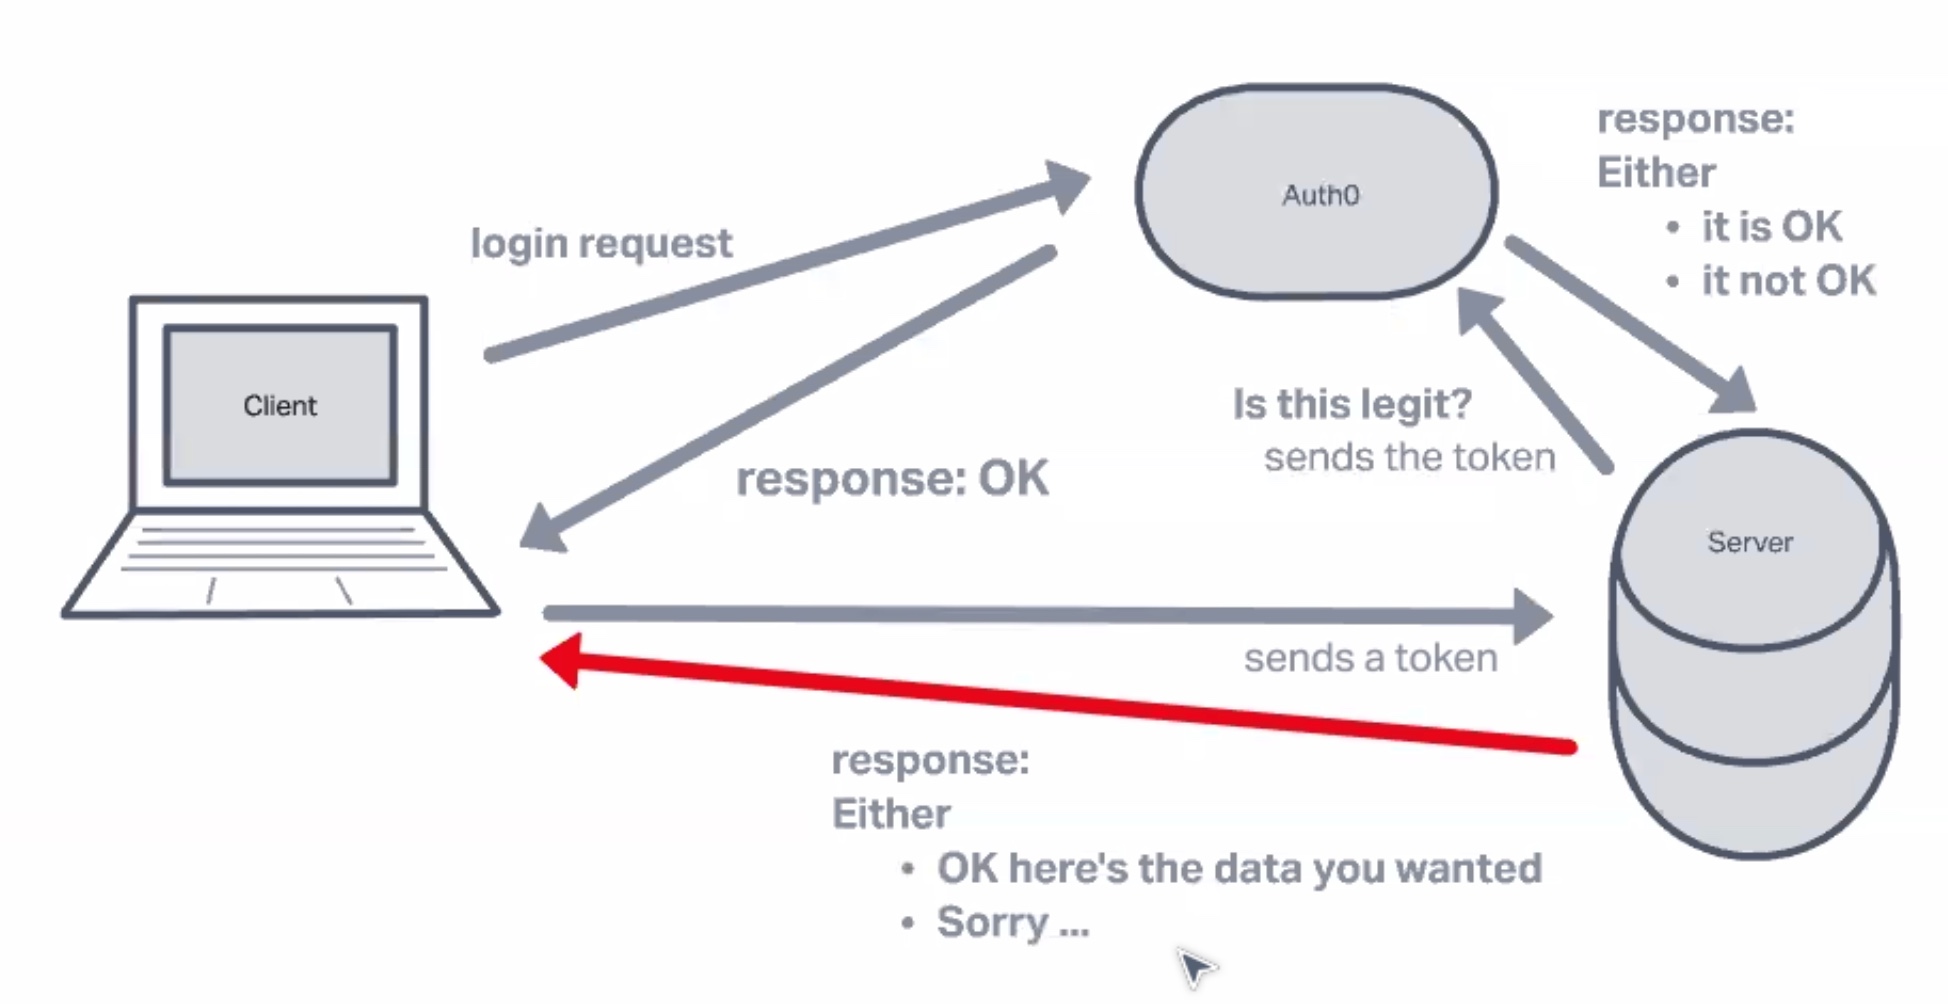 Auth0
response:
Either
• it is OK
• it not OK
login request
Client
Is this legit?
sends the token
response: OK
Server
sends a token
response:
Either
• OK here's the data you wanted
• Sorry ...